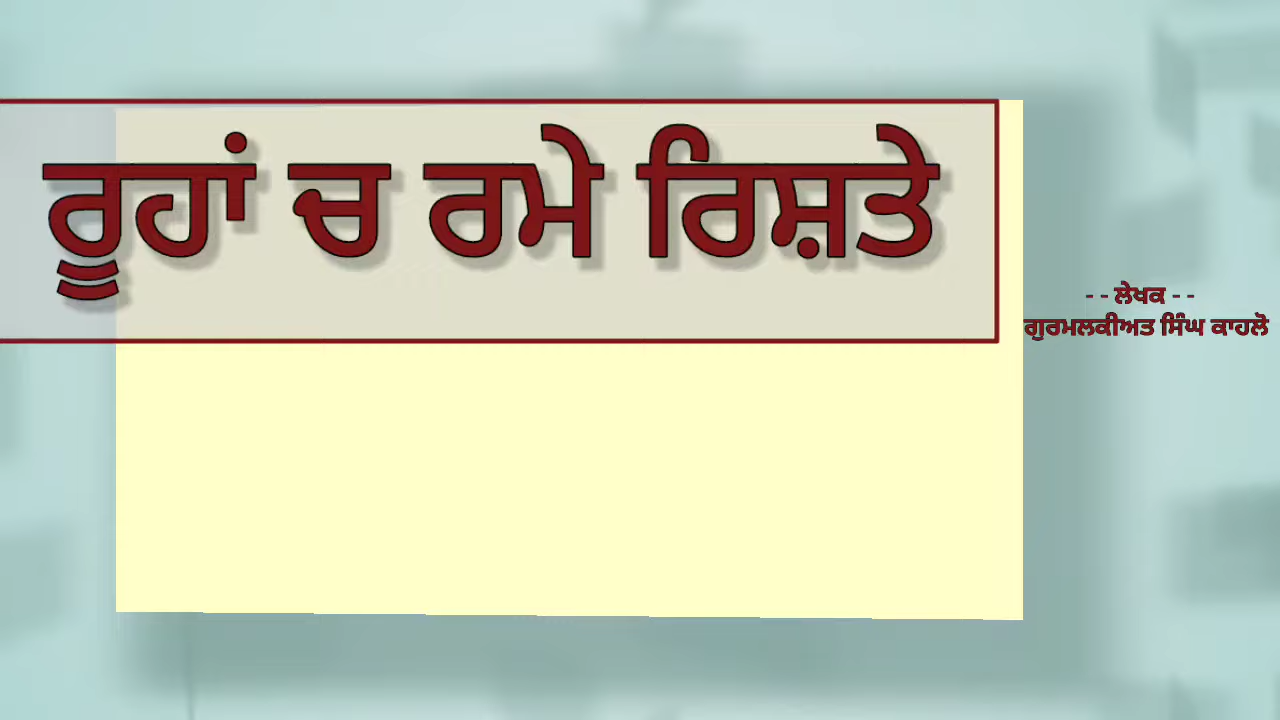 ਰੂਹਾਂ ਚ ਰਮੇ ਰਿਸ਼ਤੇ
- - ਲੇਖਕ - -
ਗੁਰਮਲਕੀਅਤ ਸਿੰਘ ਕਾਹਲੋ